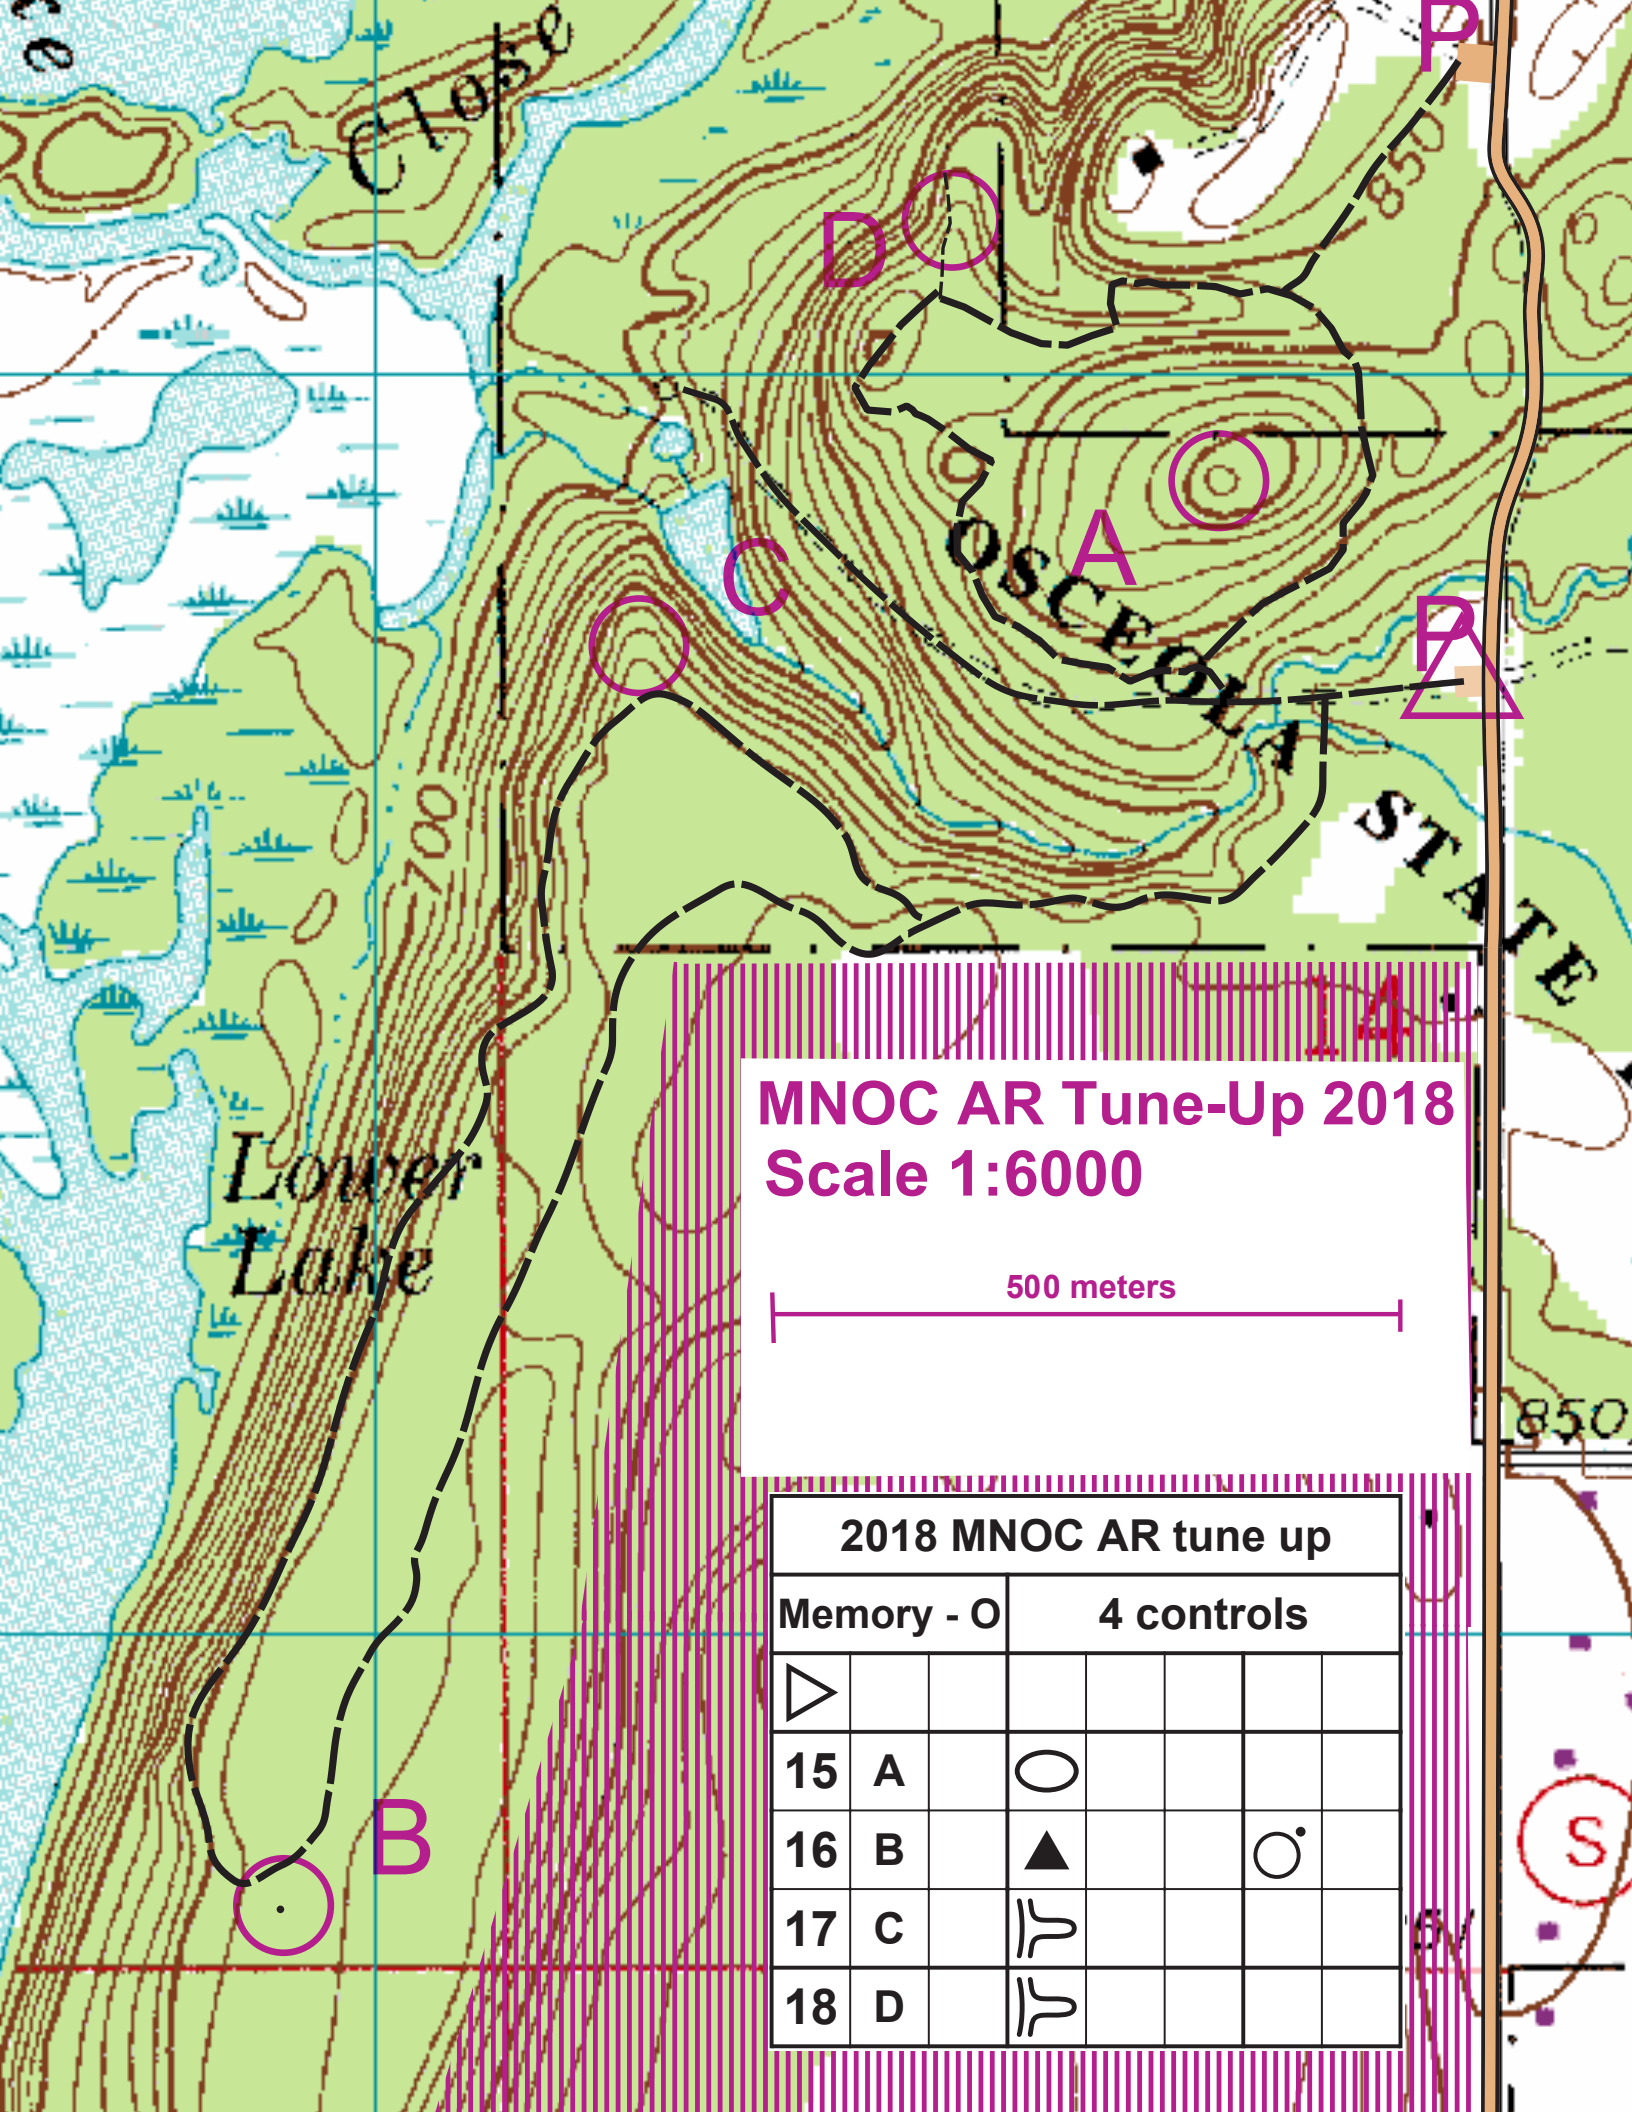 e
Close
P
850
D
A
OSCEOLA
C
P
STATE
700
14
MNOC AR Tune-Up 2018
Scale 1:6000
Lower
Lake
500 meters
850
2018 MNOC AR tune up
Memory - O 4 controls
15 A
B
16 B
S
17 C
18 D